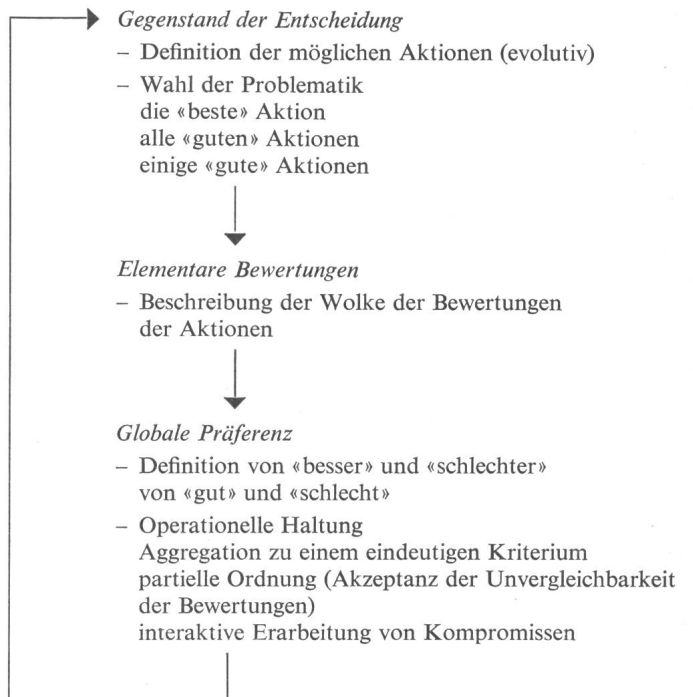 Gegenstand der Entscheidung
– Definition der möglichen Aktionen (evolutiv)
– Wahl der Problematik
die «beste» Aktion
alle «guten» Aktionen
einige «gute» Aktionen
Elementare Bewertungen
– Beschreibung der Wolke der Bewertungen
der Aktionen
Globale Präferenz
– Definition von «besser» und «schlechter»
von «gut» und «schlecht»
– Operationelle Haltung
Aggregation zu einem eindeutigen Kriterium
partielle Ordnung (Akzeptanz der Unvergleichbarkeit
der Bewertungen)
interaktive Erarbeitung von Kompromissen